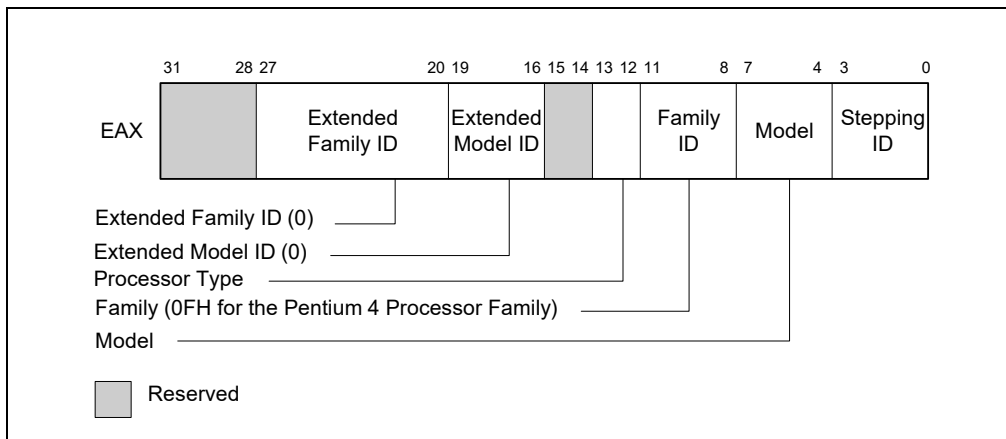 31 28 27 20 19 16 15 14 13 12 11 8 7 4 3 0
EAX
Extended Family ID
Extended Model ID
Family ID
Model
Stepping ID
Extended Family ID (0)
Extended Model ID (0)
Processor Type
Family (0FH for the Pentium 4 Processor Family)
Model
Reserved